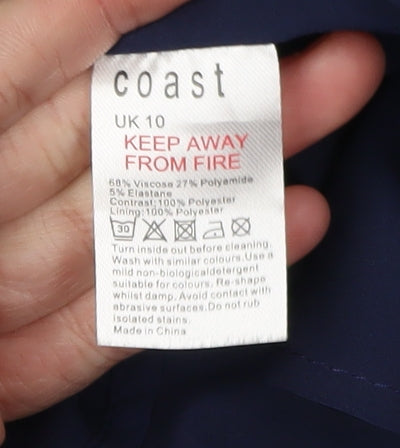 coast
UK 10
KEEP AWAY
FROM FIRE
68% Viscose 27% Polyamide
5% Elastane
Contrast:100% Polyester
Lining:100% Polyester
30
Turn inside out before cleaning.
Wash with similar colours.Use a
mild non-biologicaldetergent
suitable for colours. Re-shape
whilst damp. Avoid contact with
abrasive surfaces.Do not rub
isolated stains.
Made in China